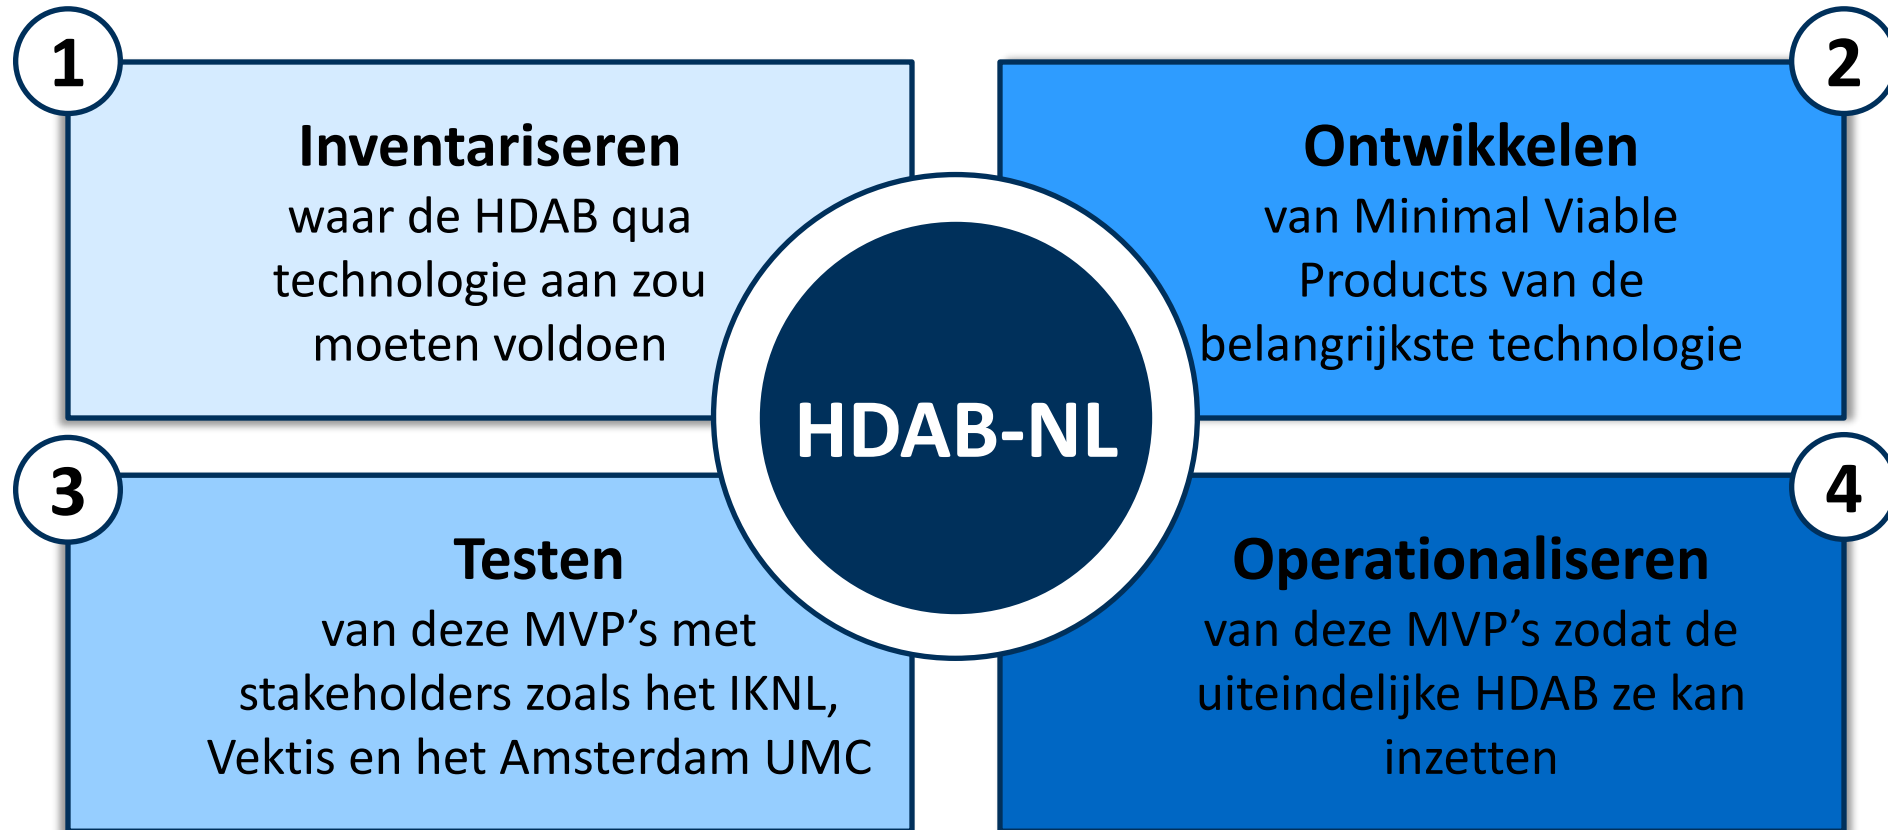 1
Inventariseren
waar de HDAB qua
technologie aan zou
moeten voldoen
2
Ontwikkelen
van Minimal Viable
Products van de
belangrijkste technologie
HDAB-NL
3
Testen
van deze MVP’s met
stakeholders zoals het IKNL,
Vektis en het Amsterdam UMC
4
Operationaliseren
van deze MVP’s zodat de
uiteindelijke HDAB ze kan
inzetten